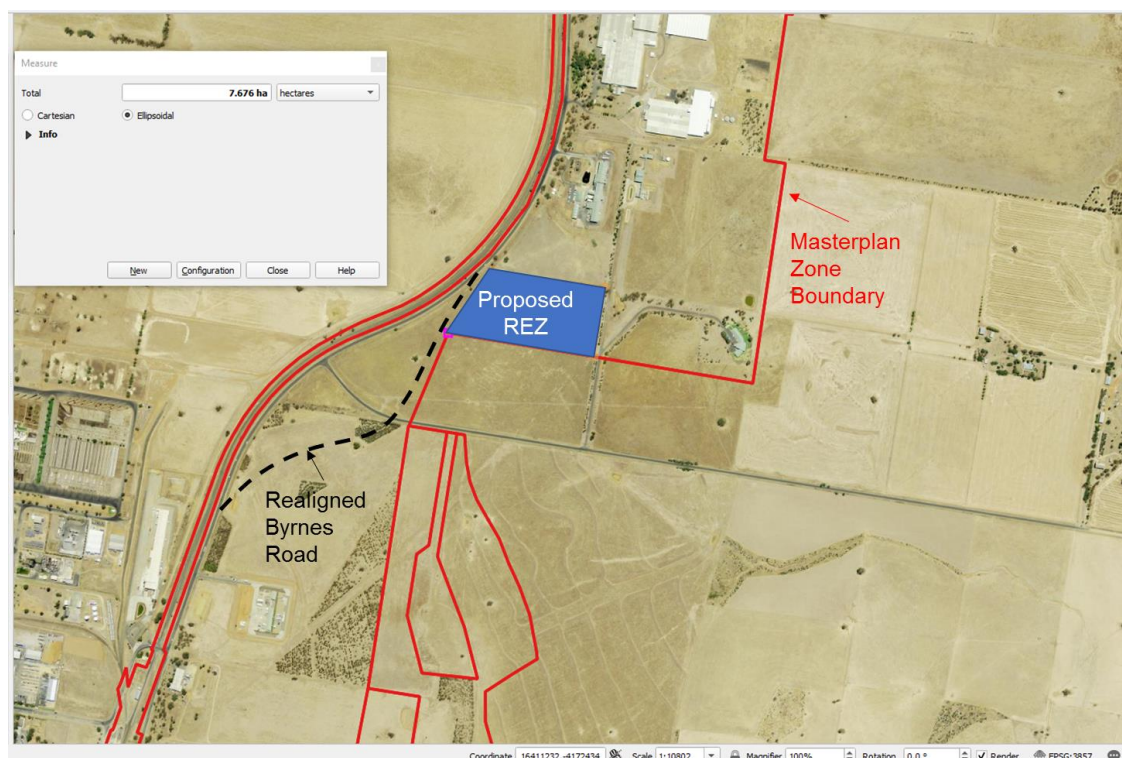 Measure
Total 7.676 ha hectares
Cartesian Ellipsoidal
Info
New Configuration Close Help
Proposed
REZ
Masterplan
Zone
Boundary
Realigned
Byrnes
Road
Coordinate 16411232,-4172434 Scale 1:10802 Magnifier 100% Rotation 0.0 ° Render EPSG:3857